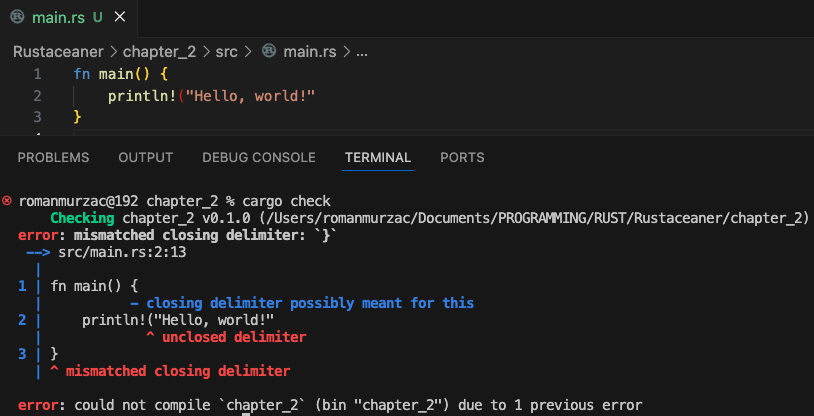 main.rs U ×
Rustaceaner > chapter_2 > src > main.rs > ...
1 fn main() {
2     println!("Hello, world!"
3 }
PROBLEMS OUTPUT DEBUG CONSOLE TERMINAL PORTS
romanmurzac@192 chapter_2 % cargo check
    Checking chapter_2 v0.1.0 (/Users/romanmurzac/Documents/PROGRAMMING/RUST/Rustaceaner/chapter_2)
error: mismatched closing delimiter: `}`
 --> src/main.rs:2:13
  |
1 | fn main() {
  |           - closing delimiter possibly meant for this
2 |     println!("Hello, world!"
  |             ^ unclosed delimiter
3 | }
  | ^ mismatched closing delimiter
error: could not compile `chapter_2` (bin "chapter_2") due to 1 previous error